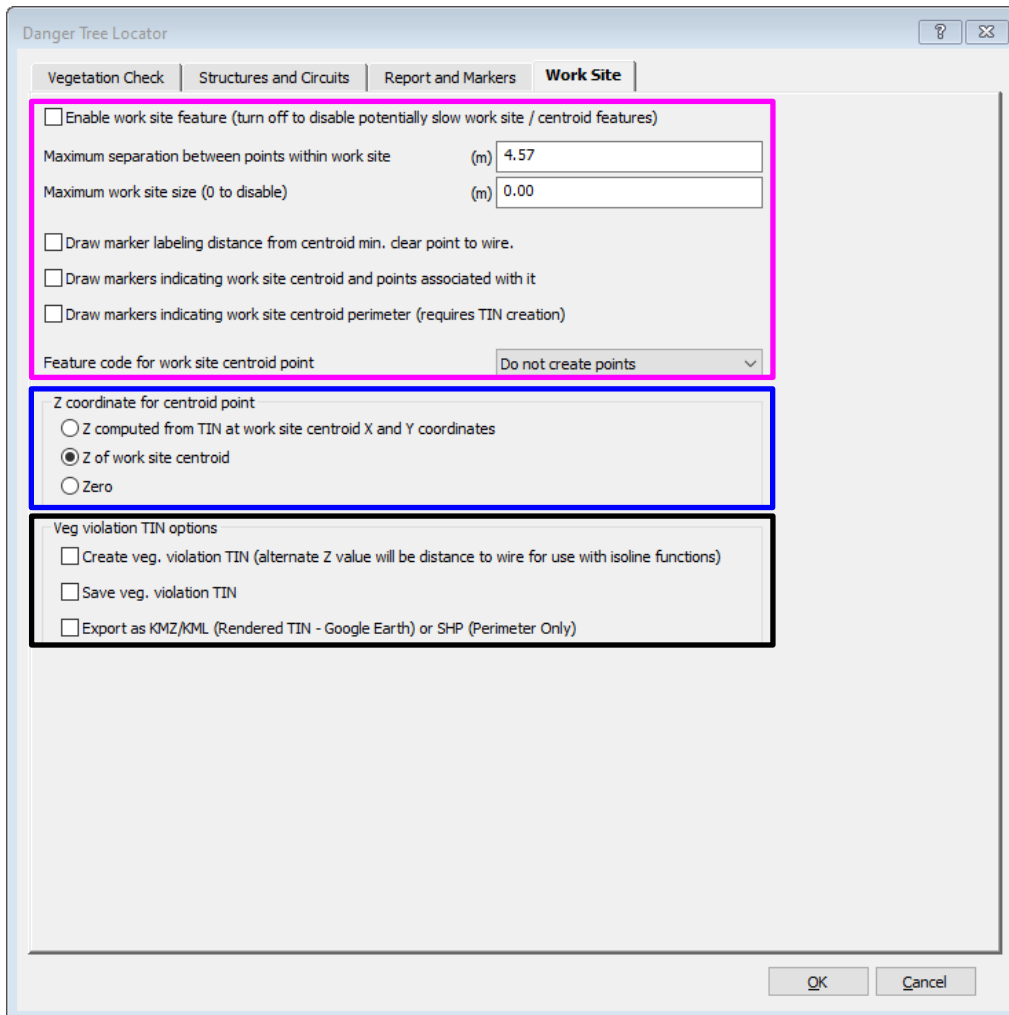 Danger Tree Locator
Vegetation Check
Structures and Circuits
Report and Markers
Work Site
Enable work site feature (turn off to disable potentially slow work site / centroid features)
Maximum separation between points within work site (m) 4.57
Maximum work site size (0 to disable) (m) 0.00
Draw marker labeling distance from centroid min. clear point to wire.
Draw markers indicating work site centroid and points associated with it
Draw markers indicating work site centroid perimeter (requires TIN creation)
Feature code for work site centroid point Do not create points
Z coordinate for centroid point
Z computed from TIN at work site centroid X and Y coordinates
Z of work site centroid
Zero
Veg violation TIN options
Create veg. violation TIN (alternate Z value will be distance to wire for use with isoline functions)
Save veg. violation TIN
Export as KMZ/KML (Rendered TIN - Google Earth) or SHP (Perimeter Only)
OK
Cancel